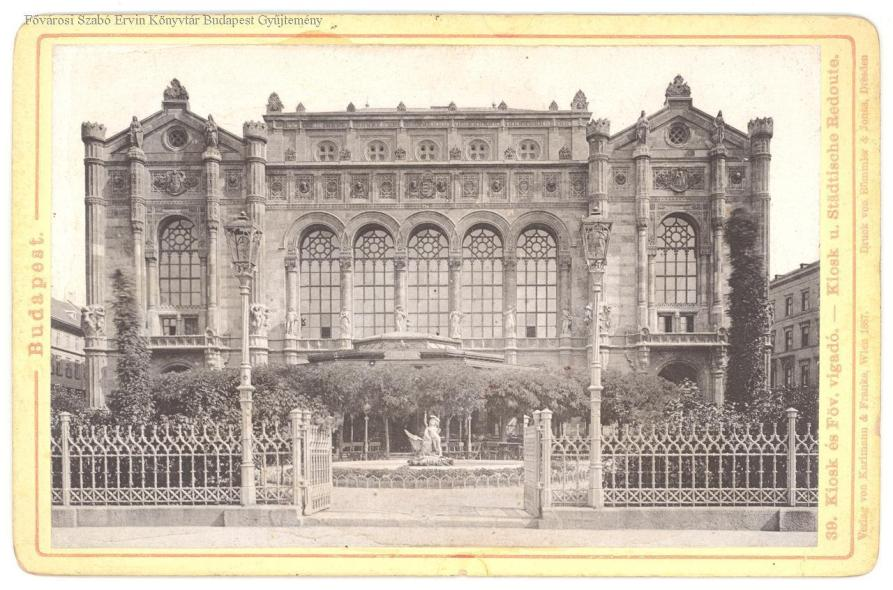 Fővárosi Szabó Ervin Könyvtár Budapest Gyűjtemény
Budapest.
39. Kiosk és Föv. vigadó. — Kiosk u. Städtische Redoute.
Verlag von Karlmann & Franke, Wien 1887. Druck von Römmler & Jonas, Dresden